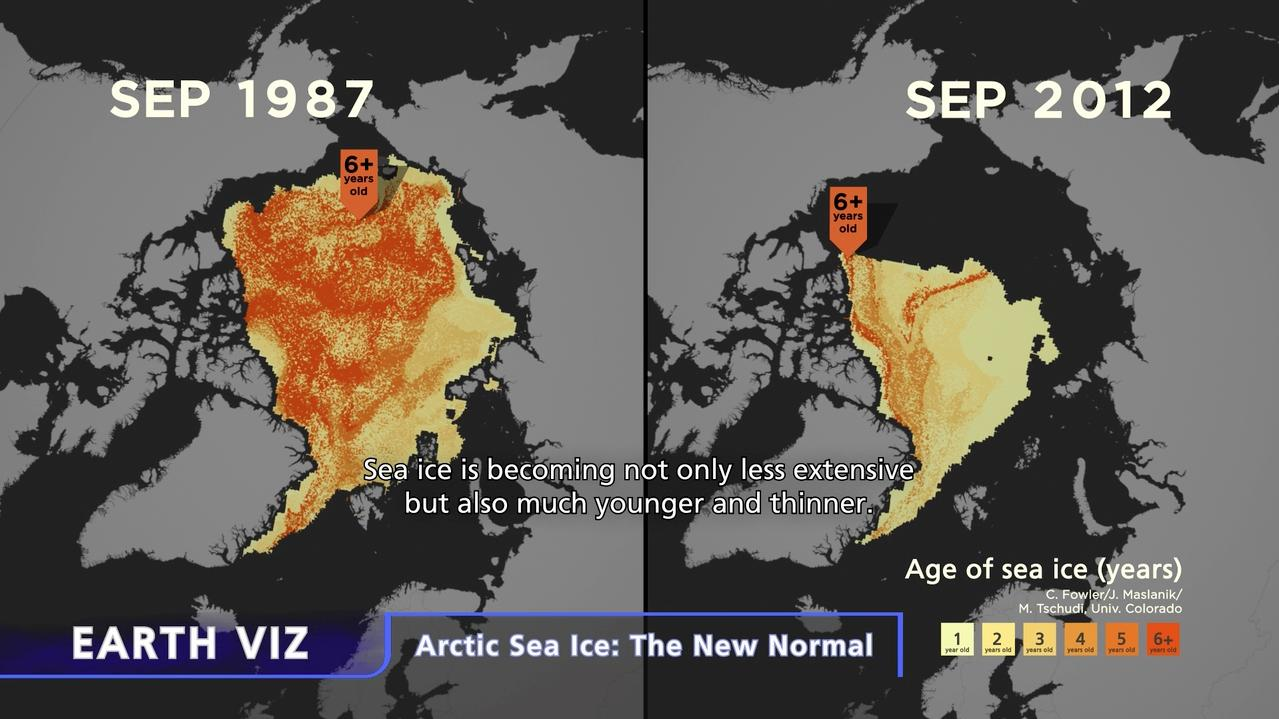 SEP 1987
SEP 2012
6+
years
old
6+
years
old
Sea ice is becoming not only less extensive
but also much younger and thinner.
Age of sea ice (years)
C. Fowler/J. Maslanik/
M. Tschudi, Univ. Colorado
1 2 3 4 5 6+
year old years old years old years old years old years old
EARTH VIZ
Arctic Sea Ice: The New Normal